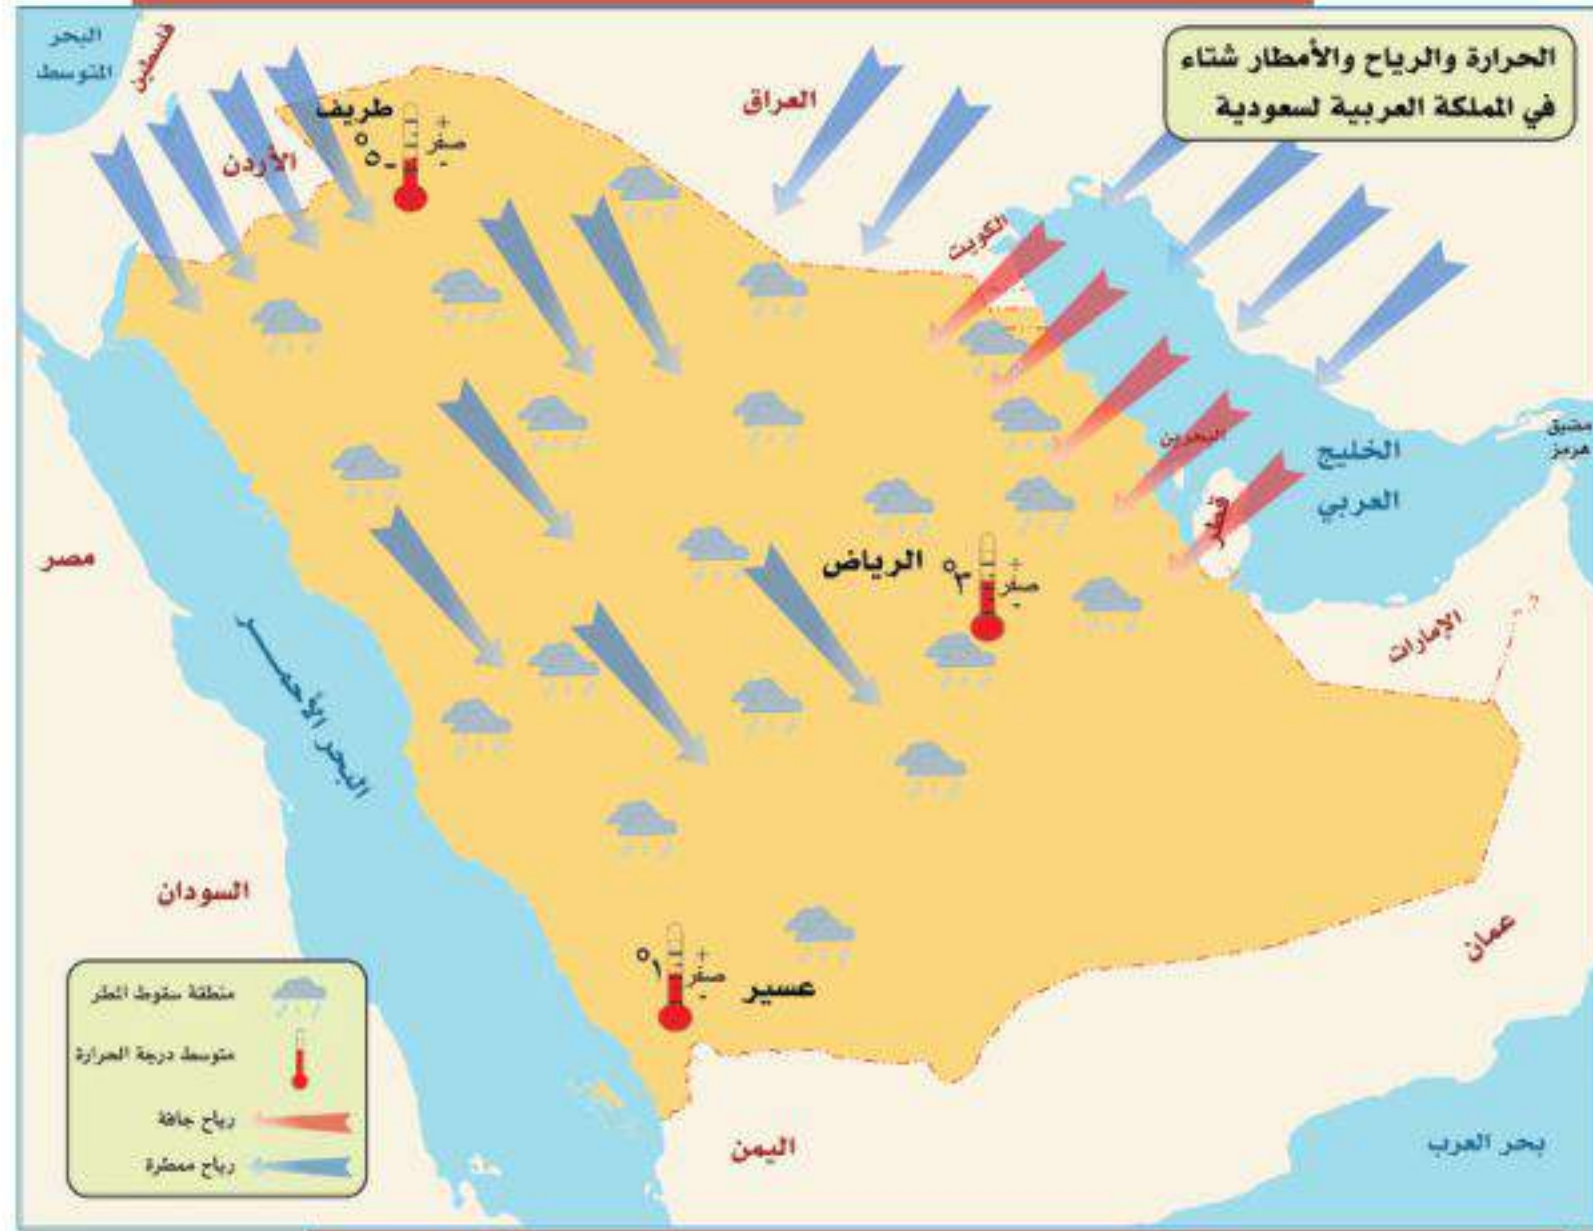 الحرارة والرياح والأمطار شتاء
في المملكة العربية لسعودية
البحر
المتوسط
فلسطين
العراق
طريف
+
صفر
-
٥-°
الأردن
الكويت
البحرين
الخليج
العربي
مضيق
هرمز
قطر
الرياض
٣°
+
صفر
-
مصر
الإمارات
البحر الأحمر
السودان
عمان
١°
+
صفر
-
عسير
اليمن
بحر العرب
منطقة سقوط المطر
متوسط درجة الحرارة
رياح جافة
رياح ممطرة